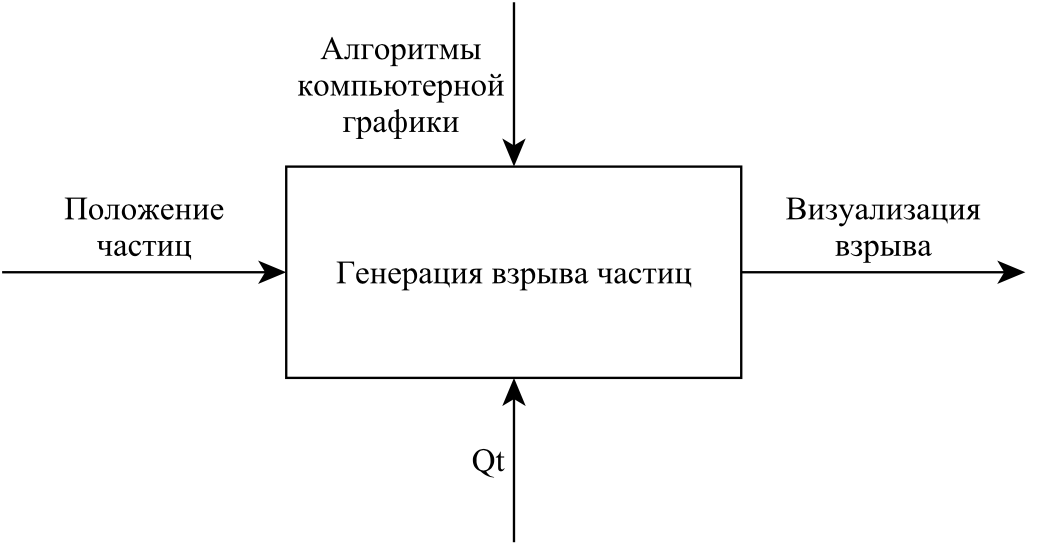 Алгоритмы
компьютерной
графики
Положение
частиц
Генерация взрыва частиц
Визуализация
взрыва
Qt